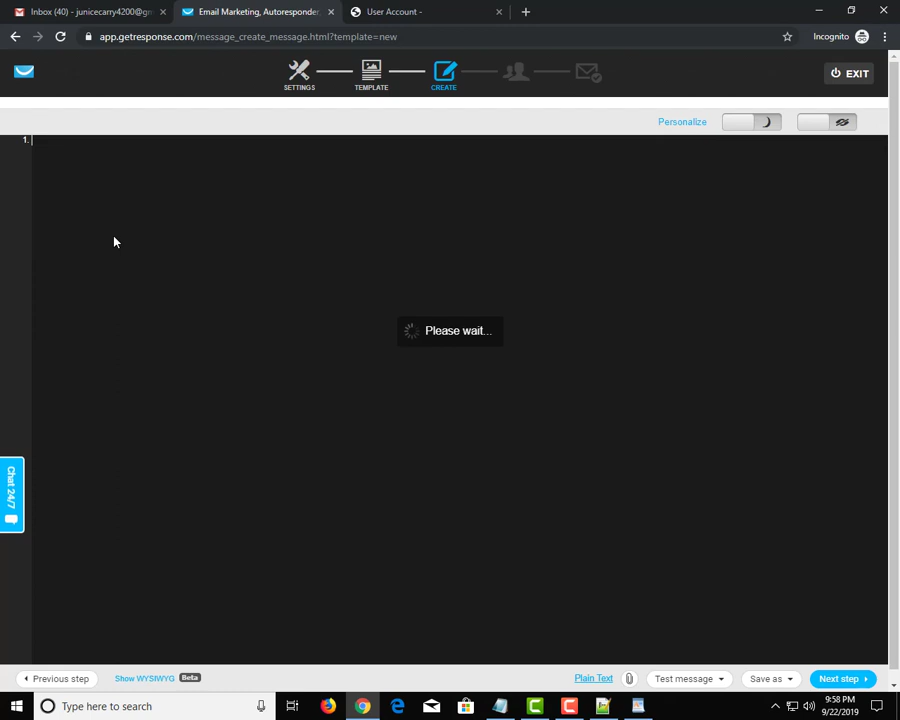 Inbox (40) - junicecarry4200@gm
Email Marketing, Autoresponder,
User Account -
app.getresponse.com/message_create_message.html?template=new
Incognito
SETTINGS
TEMPLATE
CREATE
EXIT
Personalize
1.
Please wait...
Chat 24/7
Previous step
Show WYSIWYG Beta
Plain Text
Test message
Save as
Next step
Type here to search
9:58 PM
9/22/2019